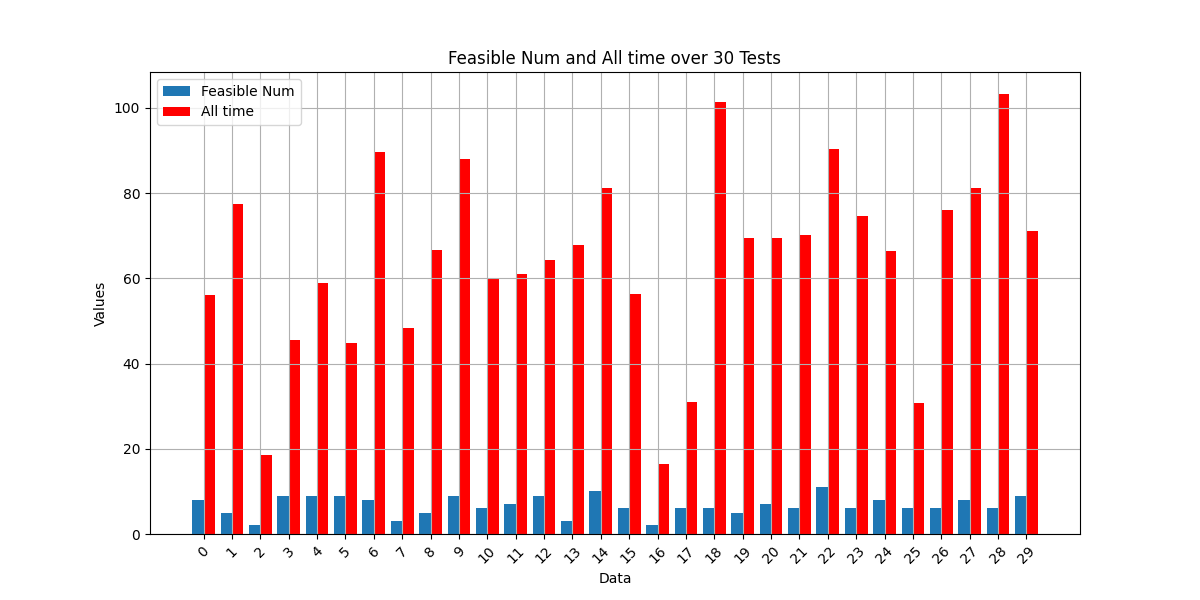 Feasible Num and All time over 30 Tests
Feasible Num
All time
100
80
60
40
20
0
Values
0 1 2 3 4 5 6 7 8 9 10 11 12 13 14 15 16 17 18 19 20 21 22 23 24 25 26 27 28 29
Data